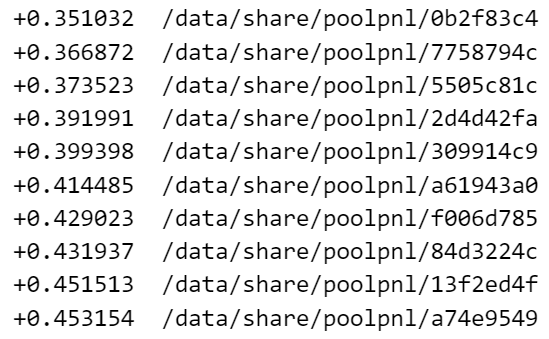 +0.351032  /data/share/poolpnl/0b2f83c4
+0.366872  /data/share/poolpnl/7758794c
+0.373523  /data/share/poolpnl/5505c81c
+0.391991  /data/share/poolpnl/2d4d42fa
+0.399398  /data/share/poolpnl/309914c9
+0.414485  /data/share/poolpnl/a61943a0
+0.429023  /data/share/poolpnl/f006d785
+0.431937  /data/share/poolpnl/84d3224c
+0.451513  /data/share/poolpnl/13f2ed4f
+0.453154  /data/share/poolpnl/a74e9549